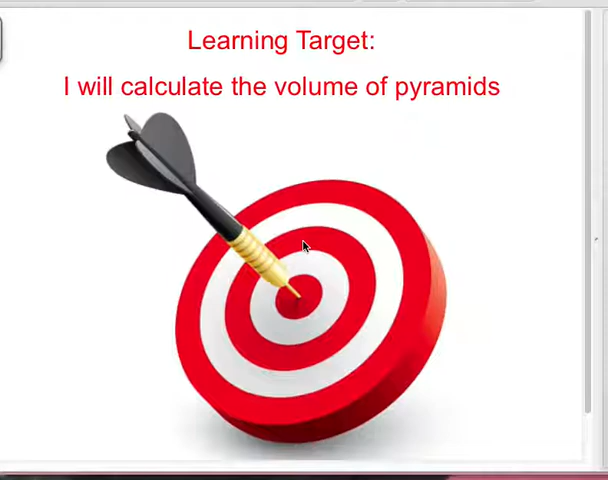 Learning Target:
I will calculate the volume of pyramids